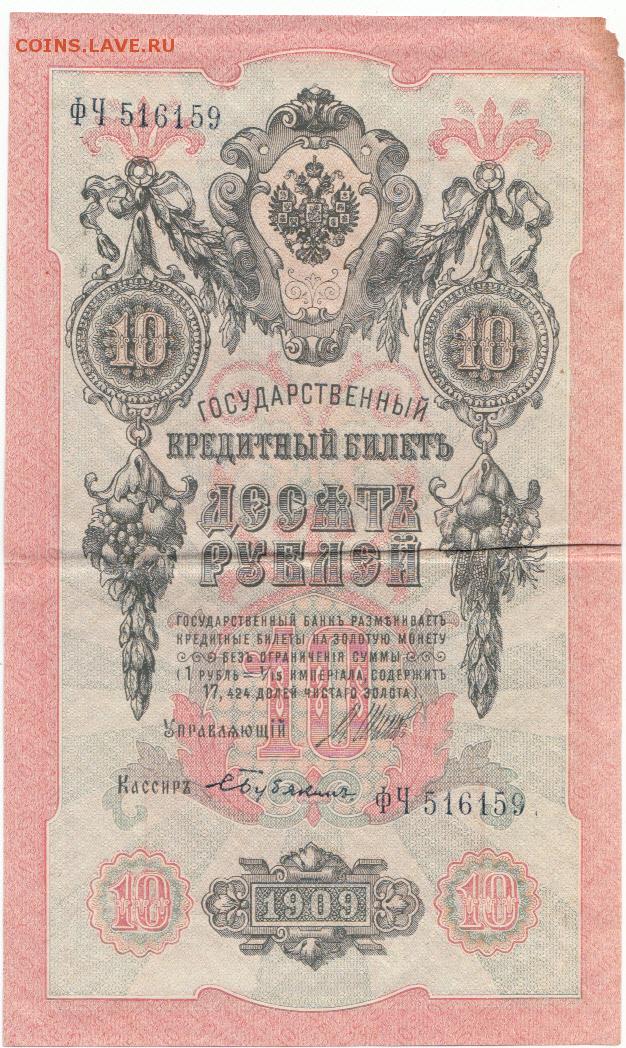 COINS.LAVE.RU
ФЧ 516159
10
10
ГОСУДАРСТВЕННЫЙ
КРЕДИТНЫЙ БИЛЕТЪ
ДЕСЯТЬ
РУБЛЕЙ
ГОСУДАРСТВЕННЫЙ БАНКЪ РАЗМѢНИВАЕТЪ
КРЕДИТНЫЕ БИЛЕТЫ НА ЗОЛОТУЮ МОНЕТУ
БЕЗЪ ОГРАНИЧЕНІЯ СУММЫ
(1 РУБЛЬ = 1/15 ИМПЕРІАЛА, СОДЕРЖИТЪ
17,424 ДОЛЕЙ ЧИСТАГО ЗОЛОТА).
10
УПРАВЛЯЮЩІЙ
КАССИРЪ
ФЧ 516159
10
1909
10